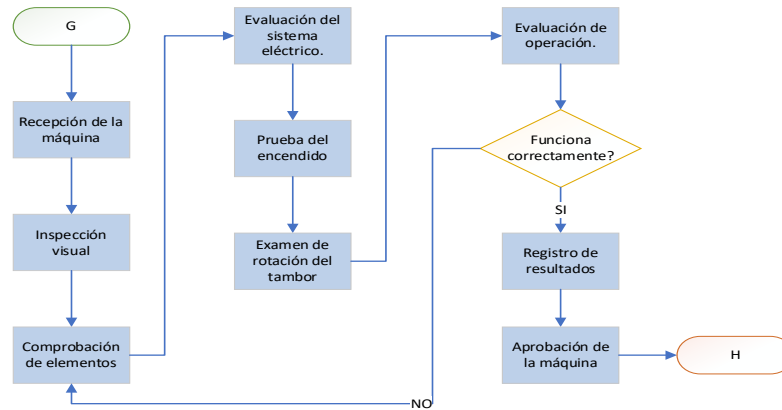 G
Recepción de la
máquina
Inspección
visual
Comprobación
de elementos
Evaluación del
sistema
eléctrico.
Prueba del
encendido
Examen de
rotación del
tambor
Evaluación de
operación.
Funciona
correctamente?
SI
NO
Registro de
resultados
Aprobación de
la máquina
H